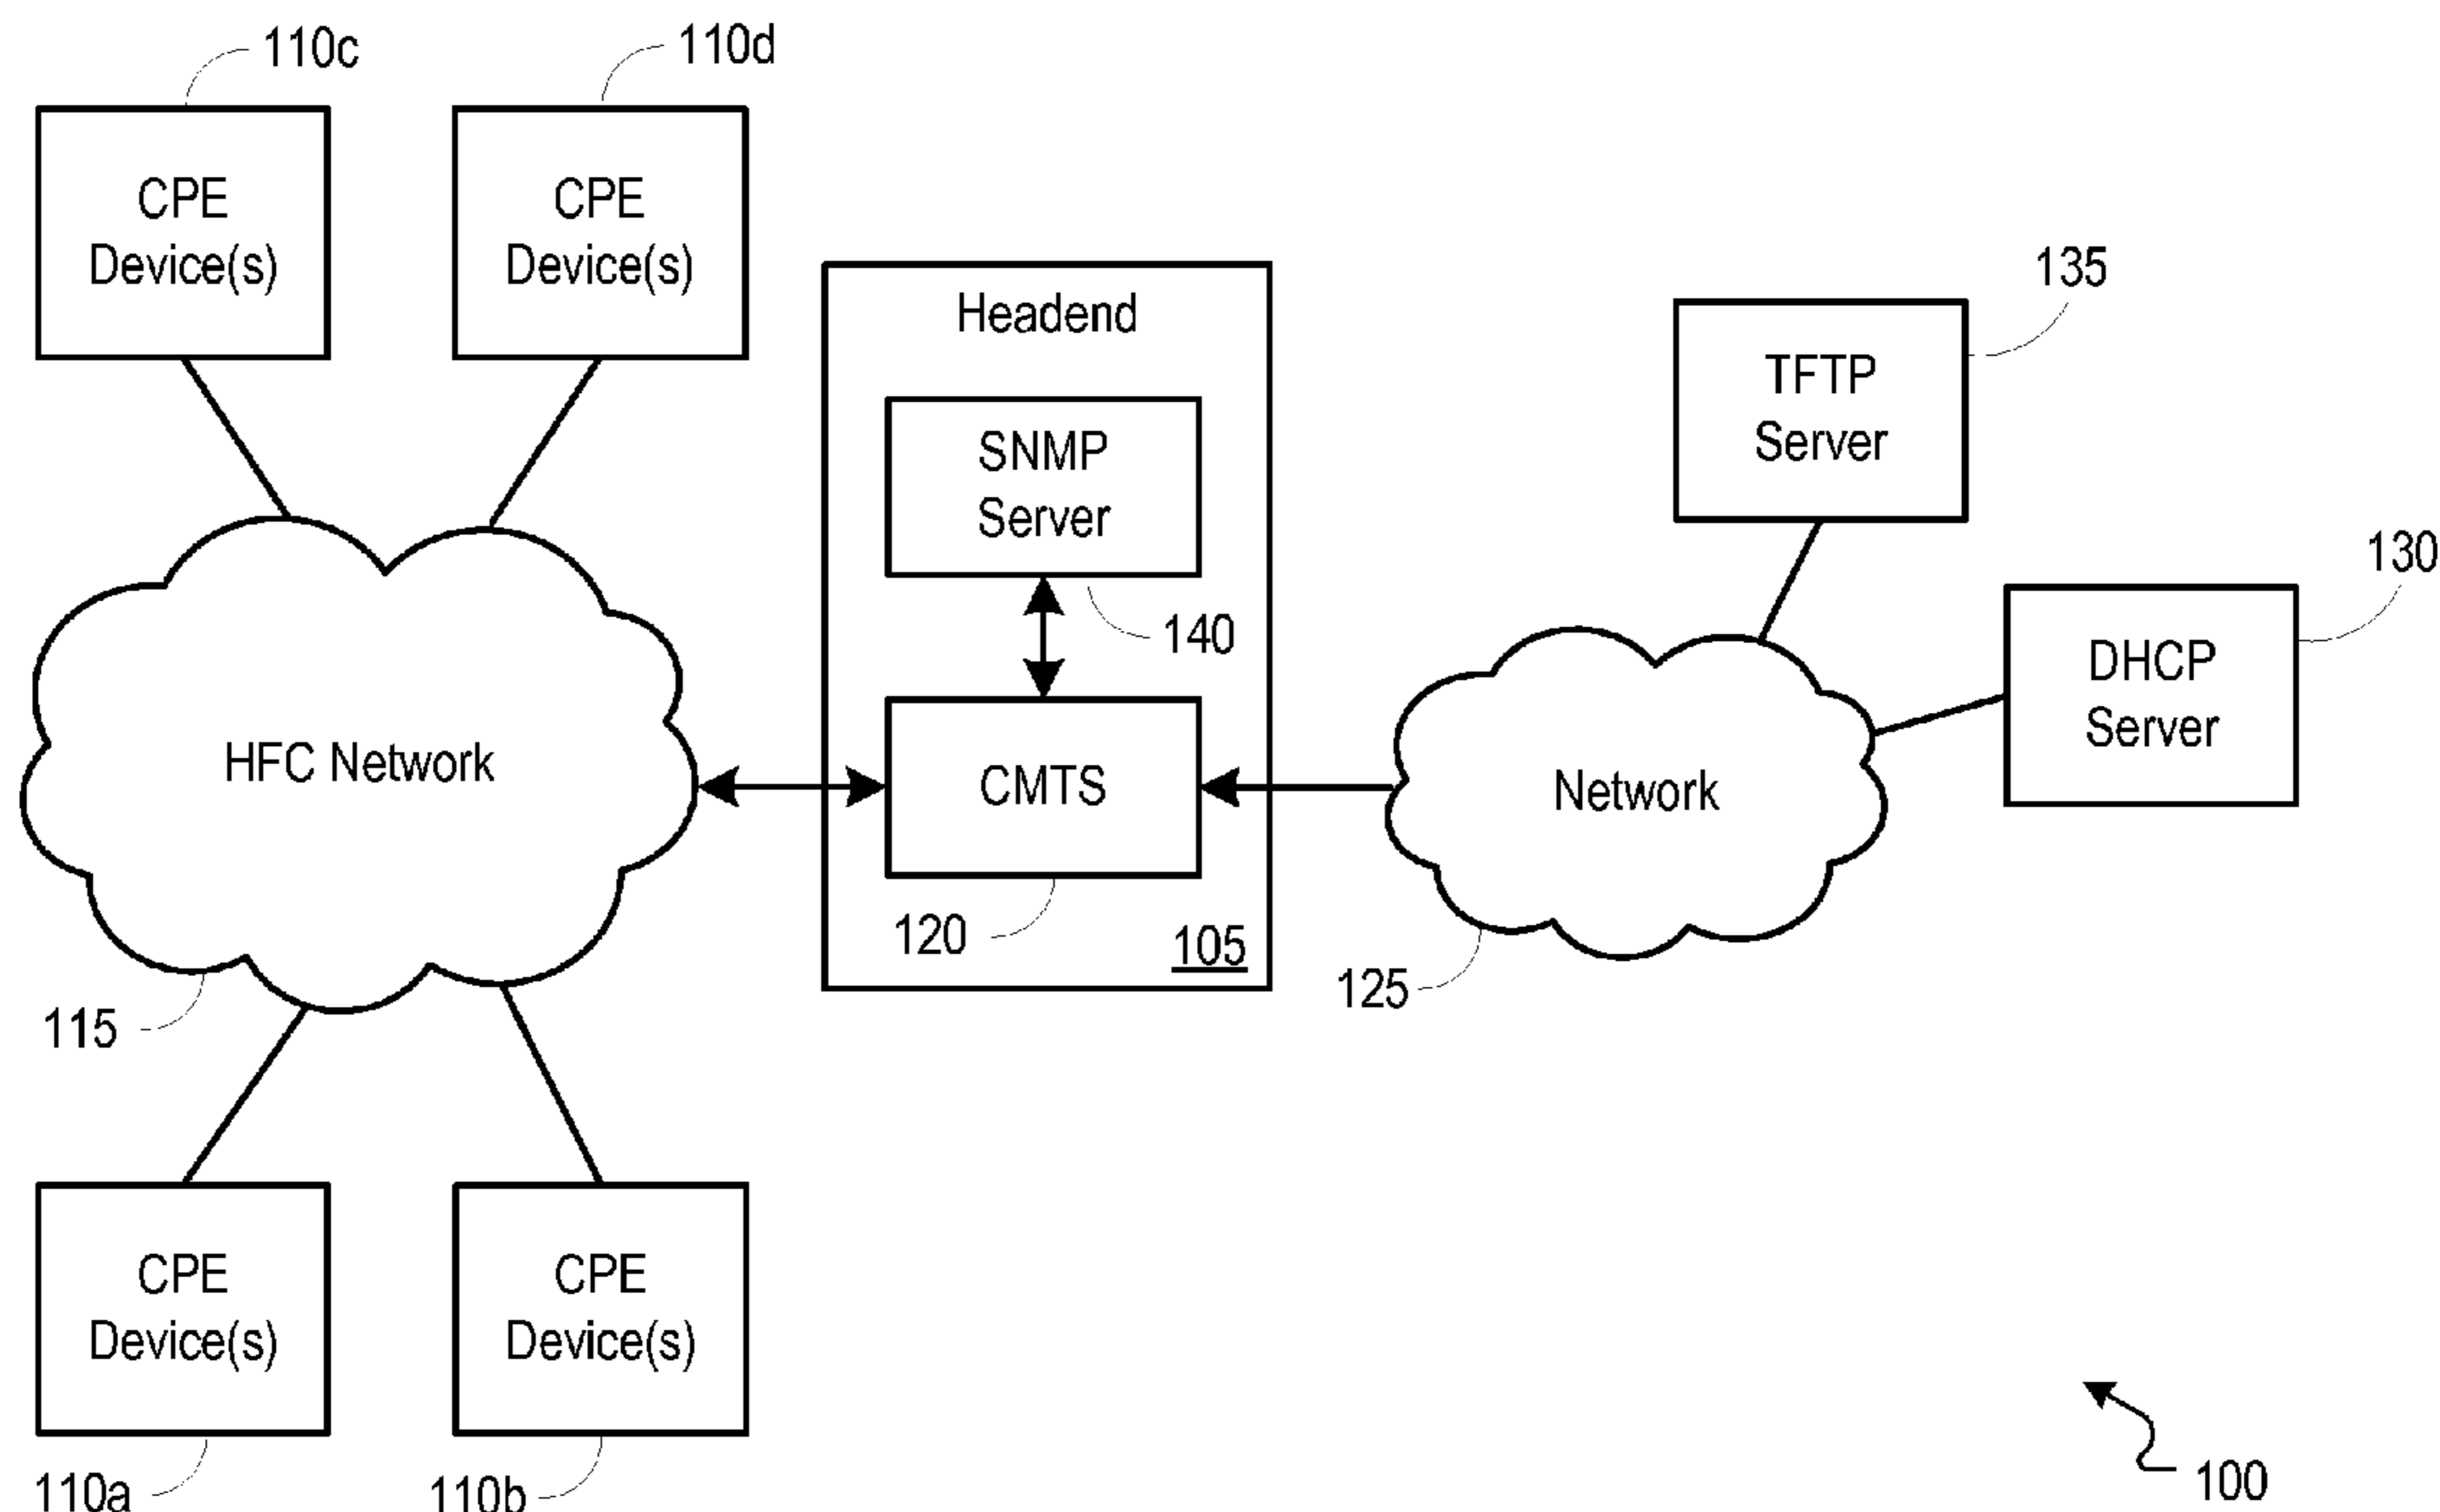 110c
110d
CPE
Device(s)
CPE
Device(s)
Headend
135
TFTP
Server
SNMP
Server
130
140
DHCP
Server
HFC Network
CMTS
Network
120
105
125
115
CPE
Device(s)
CPE
Device(s)
110a
110b
100